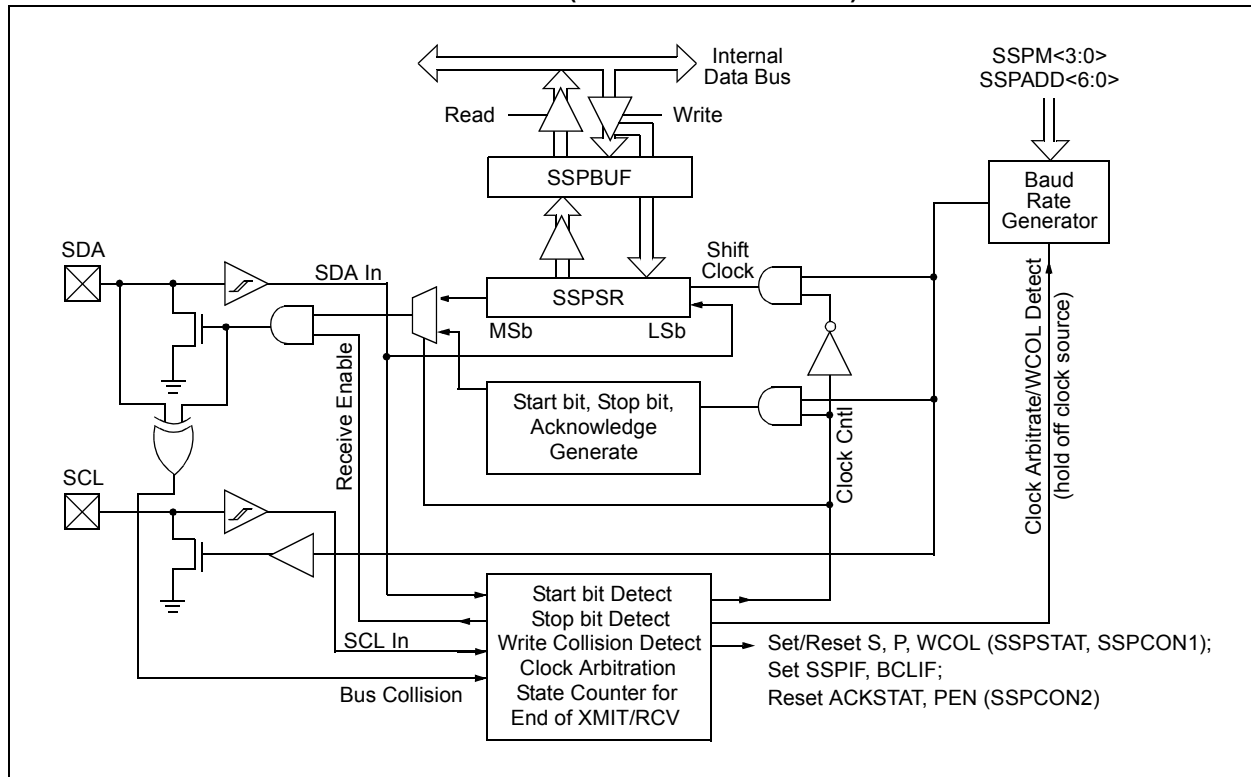 Internal
Data Bus
SSPM<3:0>
SSPADD<6:0>
Read
Write
SSPBUF
Baud
Rate
Generator
SDA
SDA In
Shift
Clock
SSPSR
MSb
LSb
Start bit, Stop bit,
Acknowledge
Generate
Receive Enable
Clock Cntl
Clock Arbitrate/WCOL Detect
(hold off clock source)
SCL
SCL In
Bus Collision
Start bit Detect
Stop bit Detect
Write Collision Detect
Clock Arbitration
State Counter for
End of XMIT/RCV
Set/Reset S, P, WCOL (SSPSTAT, SSPCON1);
Set SSPIF, BCLIF;
Reset ACKSTAT, PEN (SSPCON2)